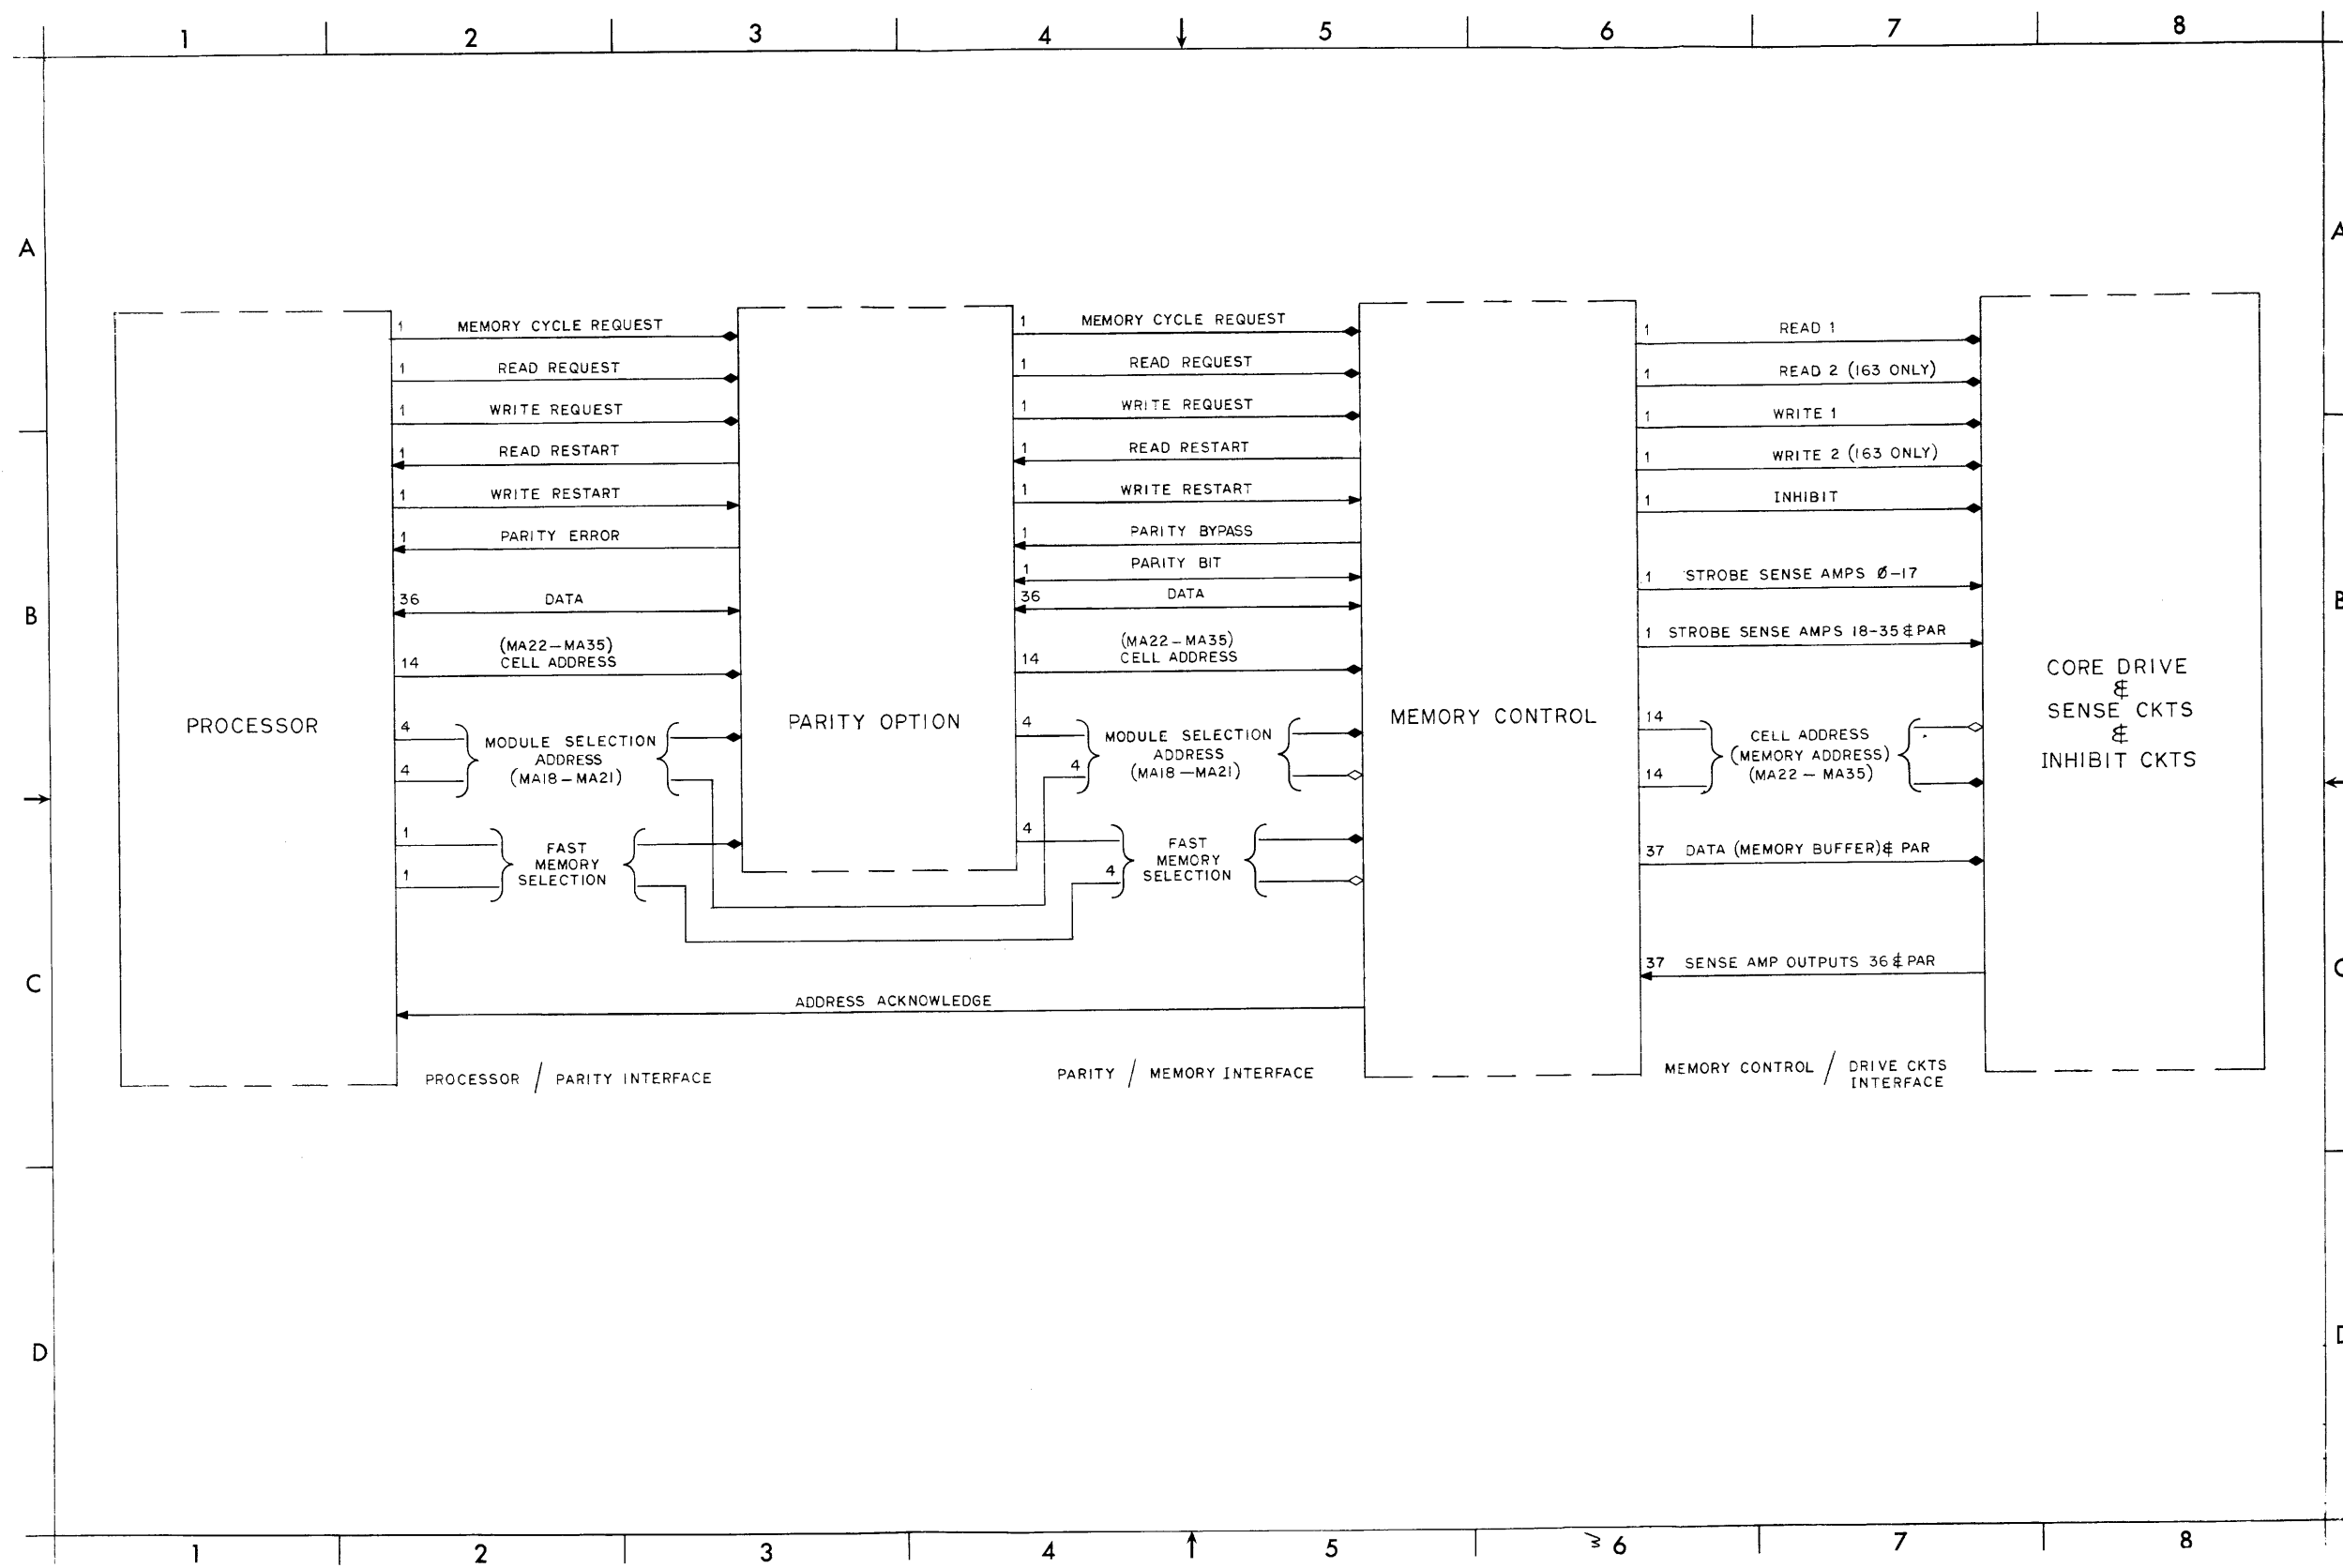 1 2 3 4 5 6 7 8
A A
PROCESSOR
1 MEMORY CYCLE REQUEST
1 READ REQUEST
1 WRITE REQUEST
1 READ RESTART
1 WRITE RESTART
1 PARITY ERROR
36 DATA
(MA22-MA35)
14 CELL ADDRESS
4 MODULE SELECTION
ADDRESS
4 (MA18-MA21)
1 FAST
MEMORY
1 SELECTION
PARITY OPTION
1 MEMORY CYCLE REQUEST
1 READ REQUEST
1 WRITE REQUEST
1 READ RESTART
1 WRITE RESTART
1 PARITY BYPASS
1 PARITY BIT
36 DATA
(MA22-MA35)
14 CELL ADDRESS
4 MODULE SELECTION
ADDRESS
4 (MA18-MA21)
4 FAST
MEMORY
4 SELECTION
MEMORY CONTROL
1 READ 1
1 READ 2 (163 ONLY)
1 WRITE 1
1 WRITE 2 (163 ONLY)
1 INHIBIT
1 STROBE SENSE AMPS Ø-17
1 STROBE SENSE AMPS 18-35 & PAR
14 CELL ADDRESS
(MEMORY ADDRESS)
14 (MA22 - MA35)
37 DATA (MEMORY BUFFER) & PAR
37 SENSE AMP OUTPUTS 36 & PAR
CORE DRIVE
&
SENSE CKTS
&
INHIBIT CKTS
B B
C C
ADDRESS ACKNOWLEDGE
PROCESSOR / PARITY INTERFACE
PARITY / MEMORY INTERFACE
MEMORY CONTROL / DRIVE CKTS
INTERFACE
D D
1 2 3 4 5 6 7 8